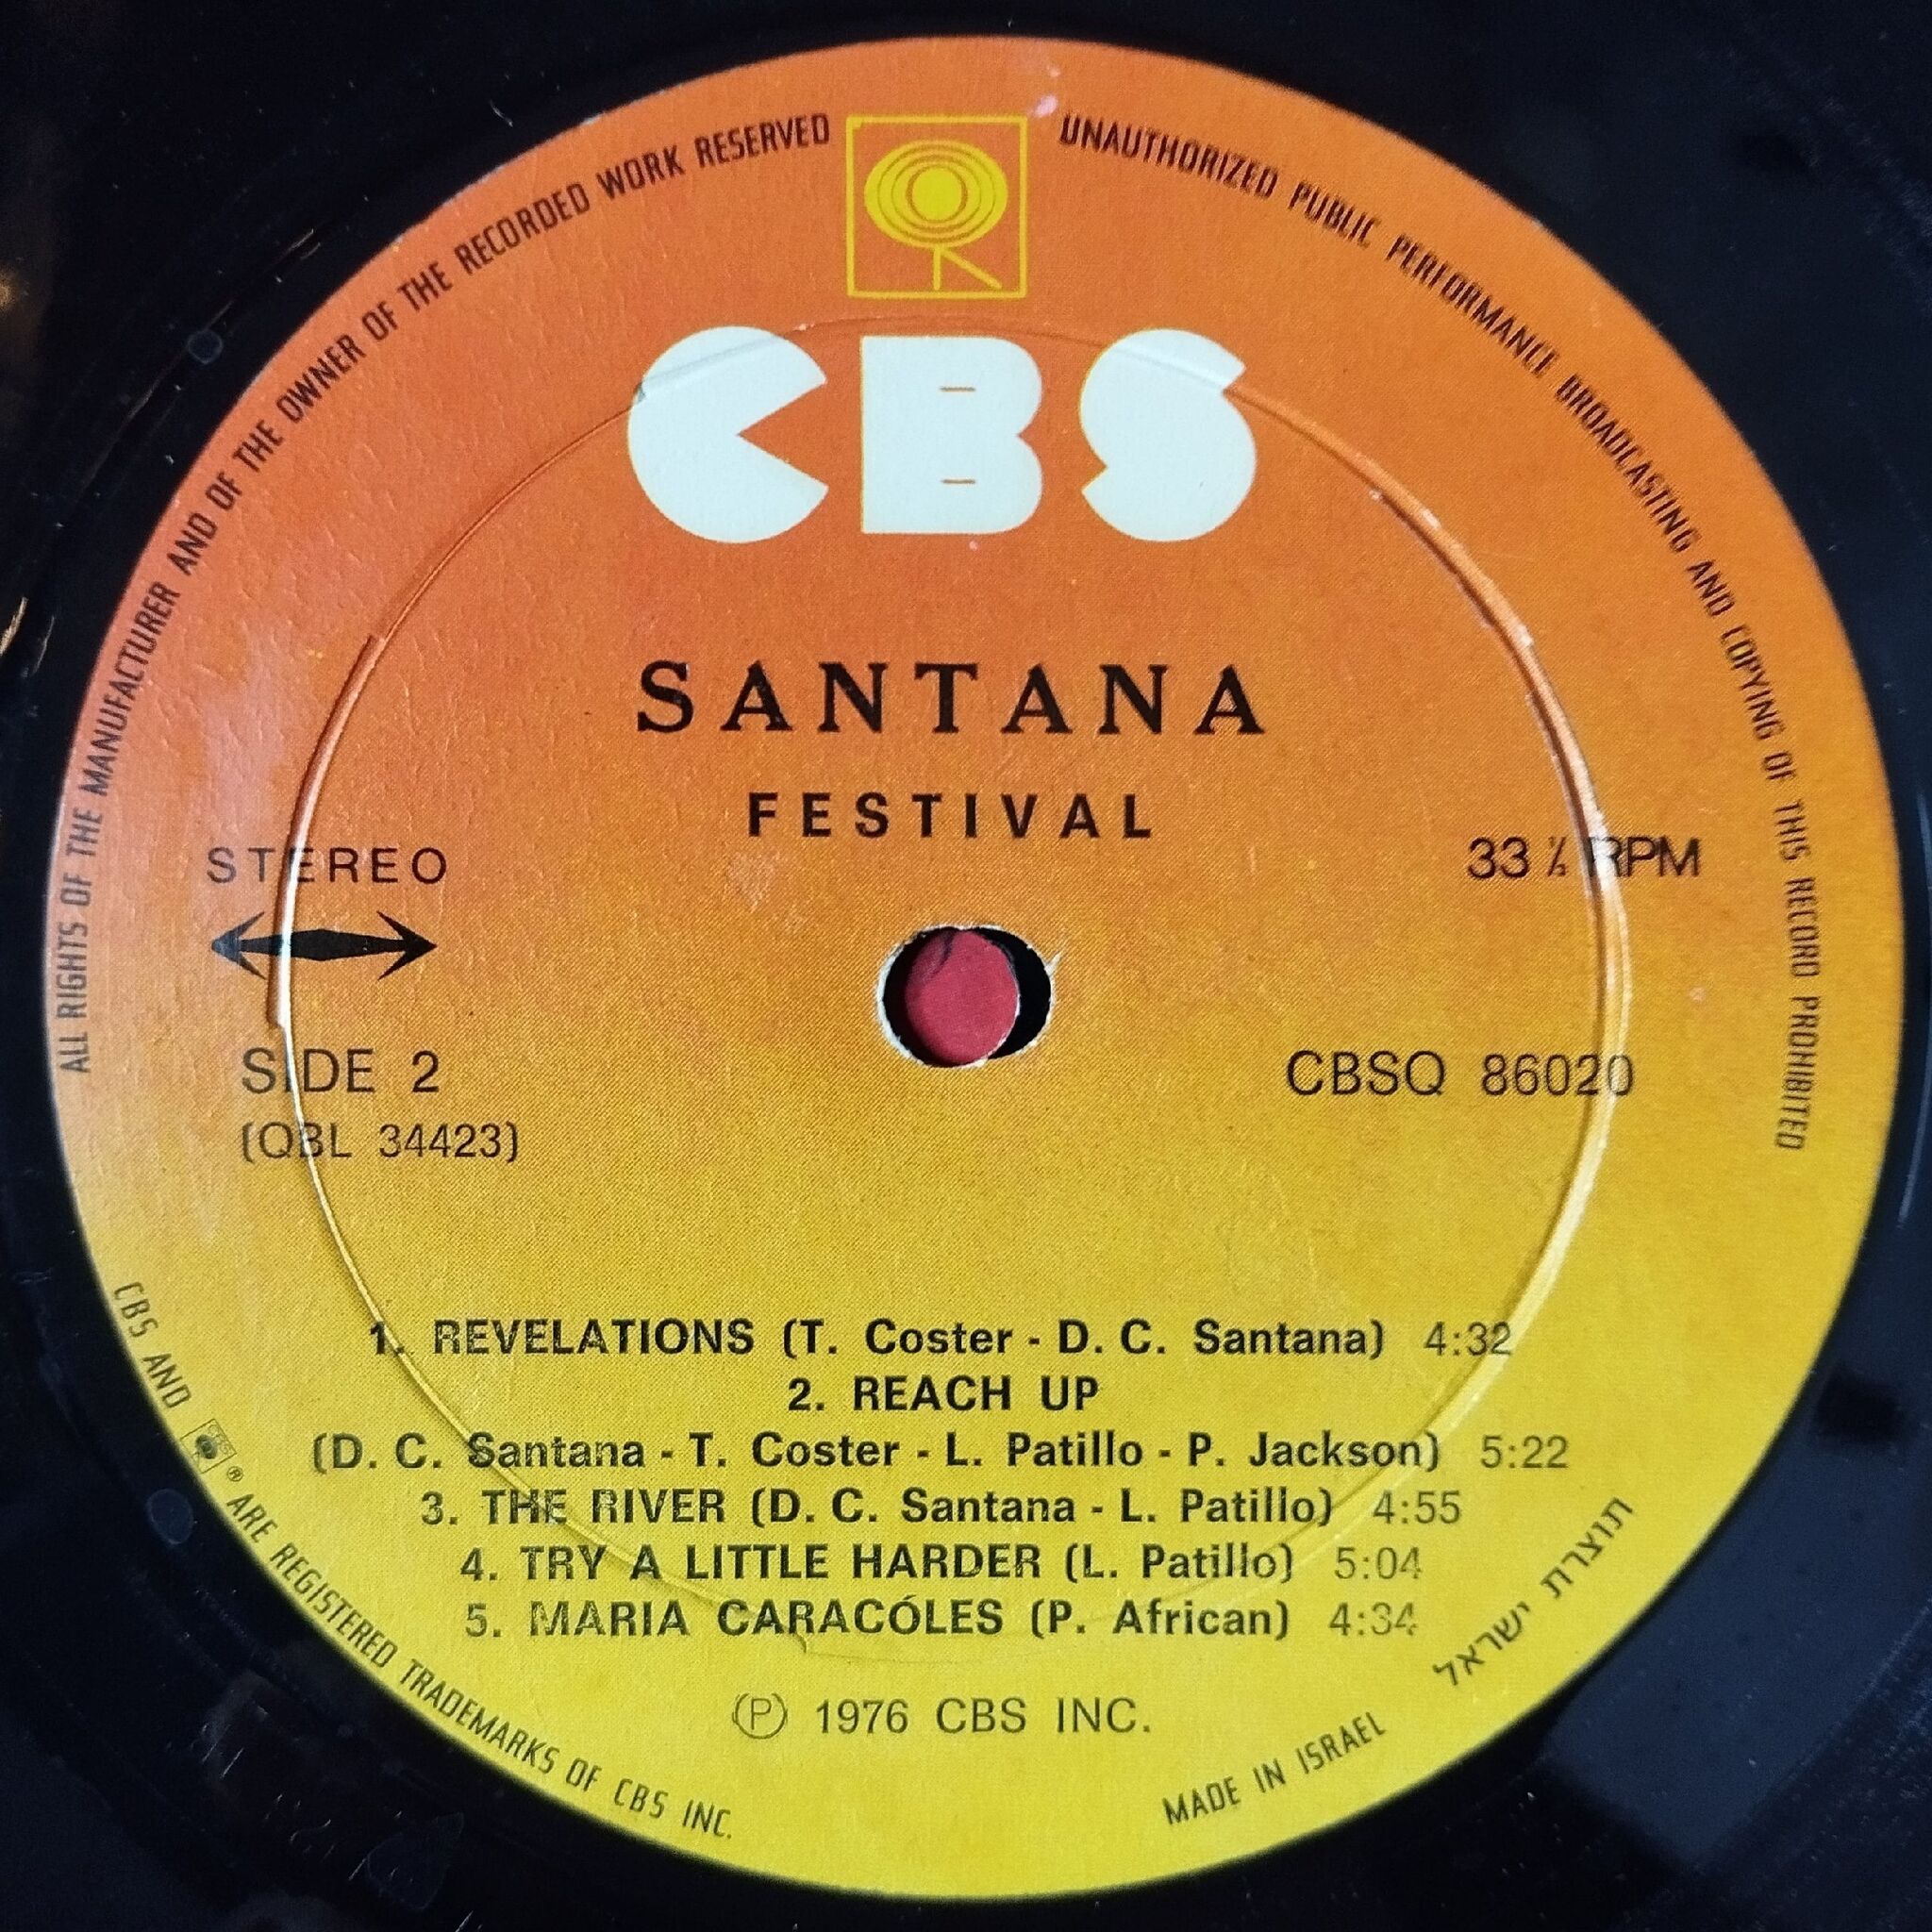 ALL RIGHTS OF THE MANUFACTURER AND OF THE OWNER OF THE RECORDED WORK RESERVED
UNAUTHORIZED PUBLIC PERFORMANCE BROADCASTING AND COPYING OF THIS RECORD PROHIBITED
CBS
SANTANA
FESTIVAL
STEREO
33 ⅓ RPM
SIDE 2
CBSQ 86020
(QBL 34423)
1. REVELATIONS (T. Coster - D. C. Santana) 4:32
2. REACH UP
(D. C. Santana - T. Coster - L. Patillo - P. Jackson) 5:22
3. THE RIVER (D. C. Santana - L. Patillo) 4:55
4. TRY A LITTLE HARDER (L. Patillo) 5:04
5. MARIA CARACÓLES (P. African) 4:34
Ⓟ 1976 CBS INC.
CBS AND ® ARE REGISTERED TRADEMARKS OF CBS INC.
MADE IN ISRAEL
תוצרת ישראל